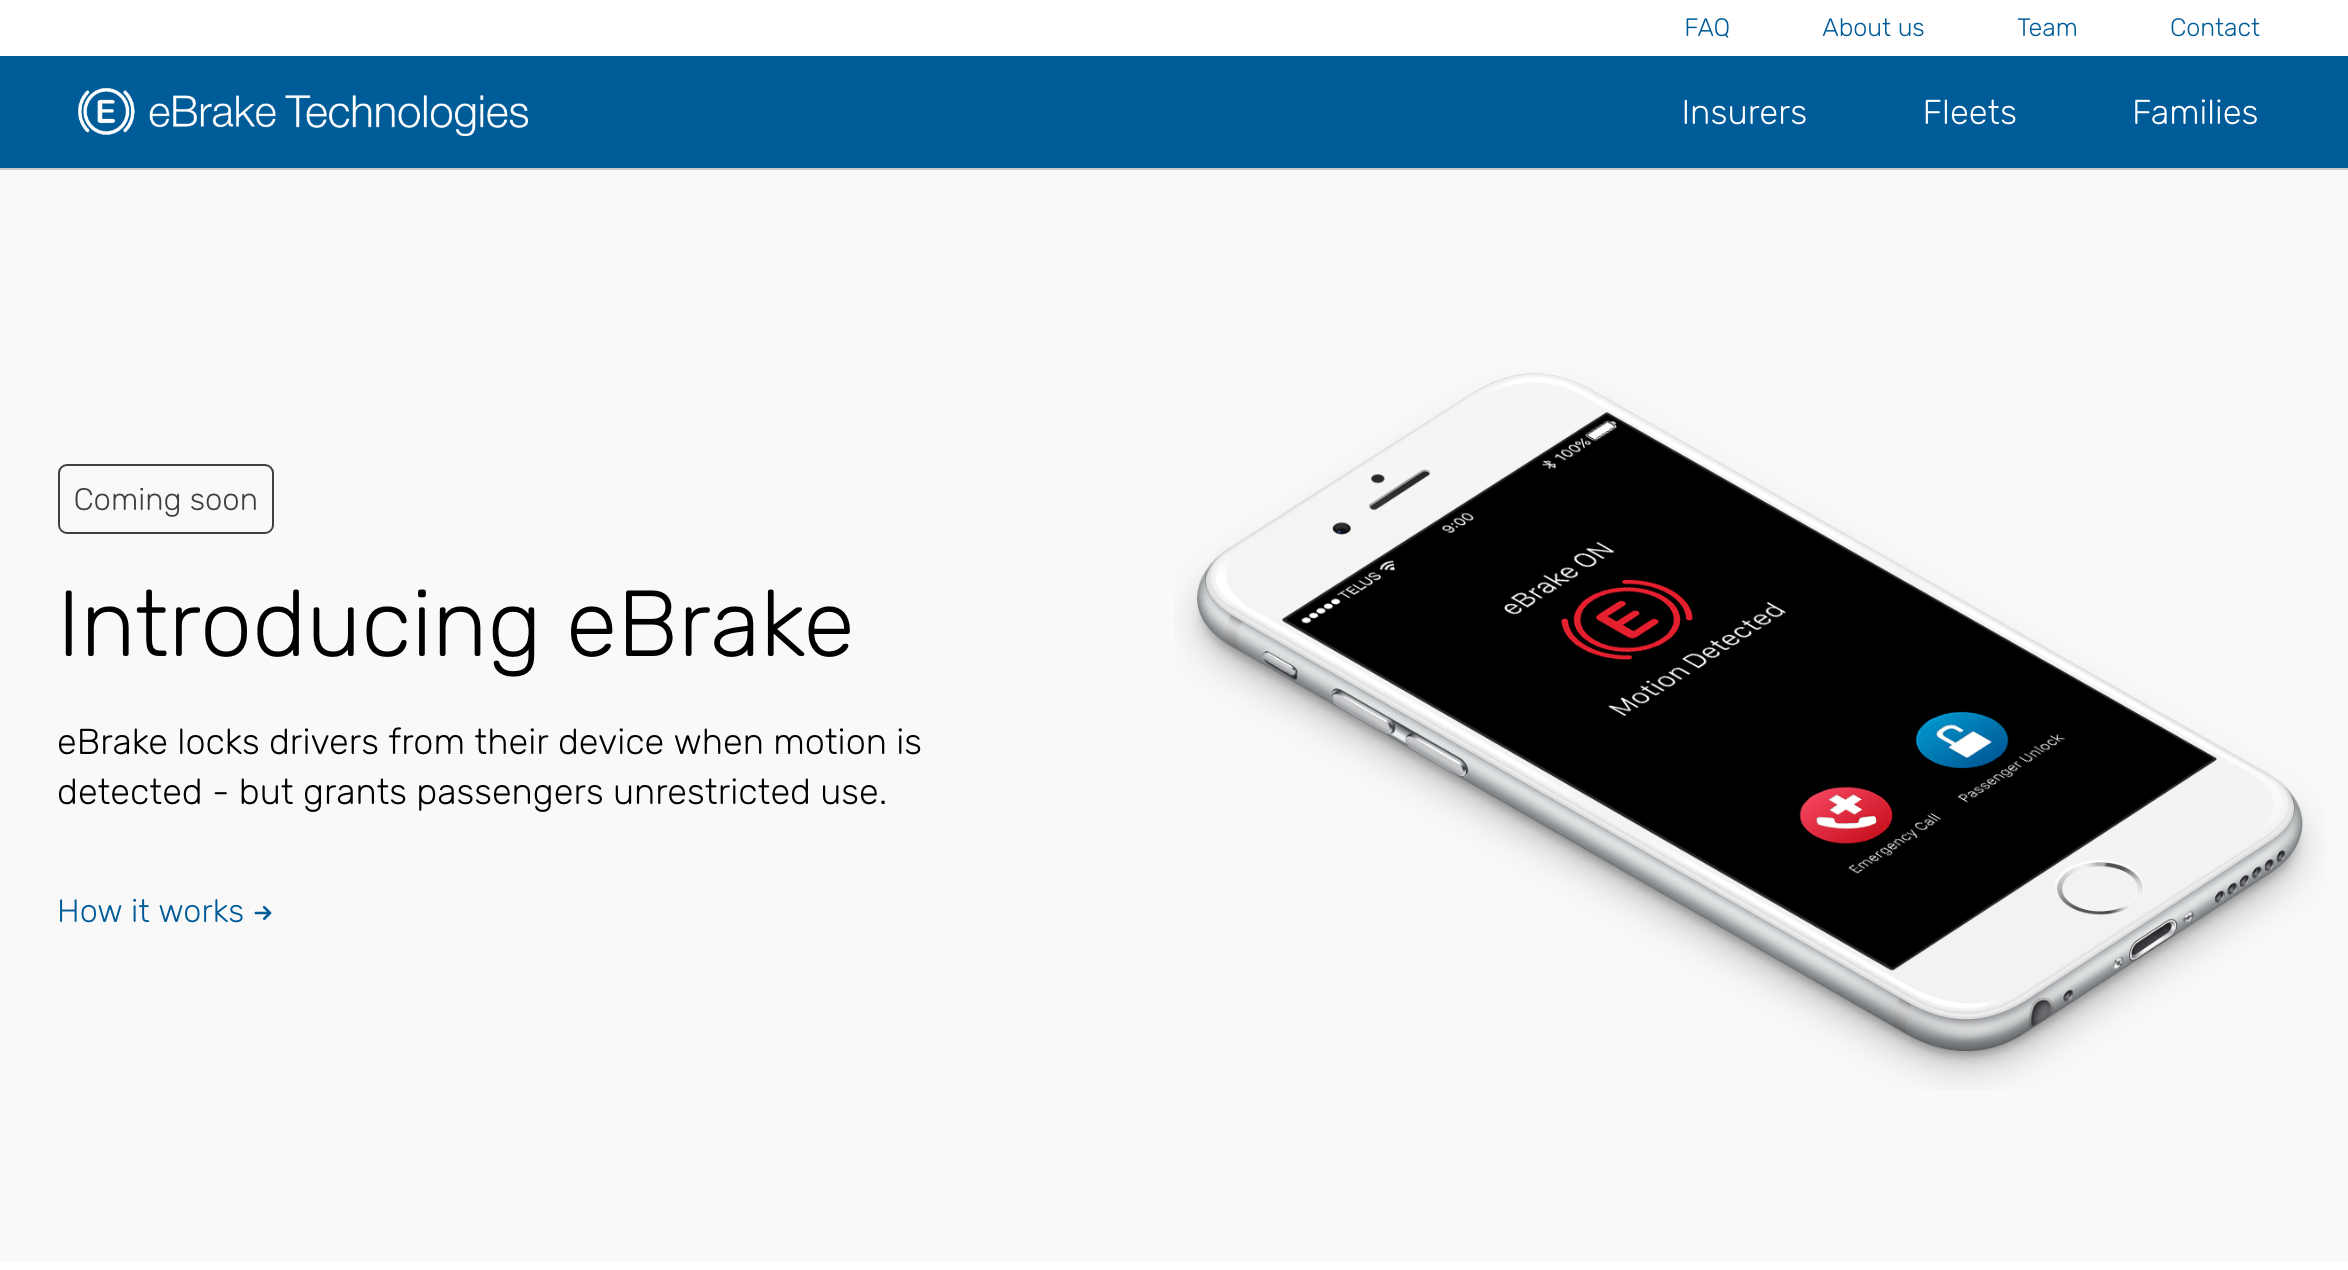 FAQ About us Team Contact
E eBrake Technologies Insurers Fleets Families
Coming soon
Introducing eBrake
eBrake locks drivers from their device when motion is
detected - but grants passengers unrestricted use.
How it works →
TELUS 9:00 100%
eBrake ON
E
Motion Detected
Emergency Call
Passenger Unlock